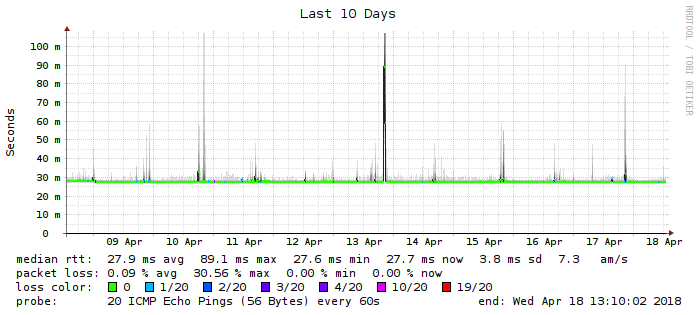 Last 10 Days
RRDTOOL / TOBI OETIKER
Seconds
100 m
90 m
80 m
70 m
60 m
50 m
40 m
30 m
20 m
10 m
0
09 Apr 10 Apr 11 Apr 12 Apr 13 Apr 14 Apr 15 Apr 16 Apr 17 Apr 18 Apr
median rtt: 27.9 ms avg 89.1 ms max 27.6 ms min 27.7 ms now 3.8 ms sd 7.3 am/s
packet loss: 0.09 % avg 30.56 % max 0.00 % min 0.00 % now
loss color: 0 1/20 2/20 3/20 4/20 10/20 19/20
probe: 20 ICMP Echo Pings (56 Bytes) every 60s end: Wed Apr 18 13:10:02 2018